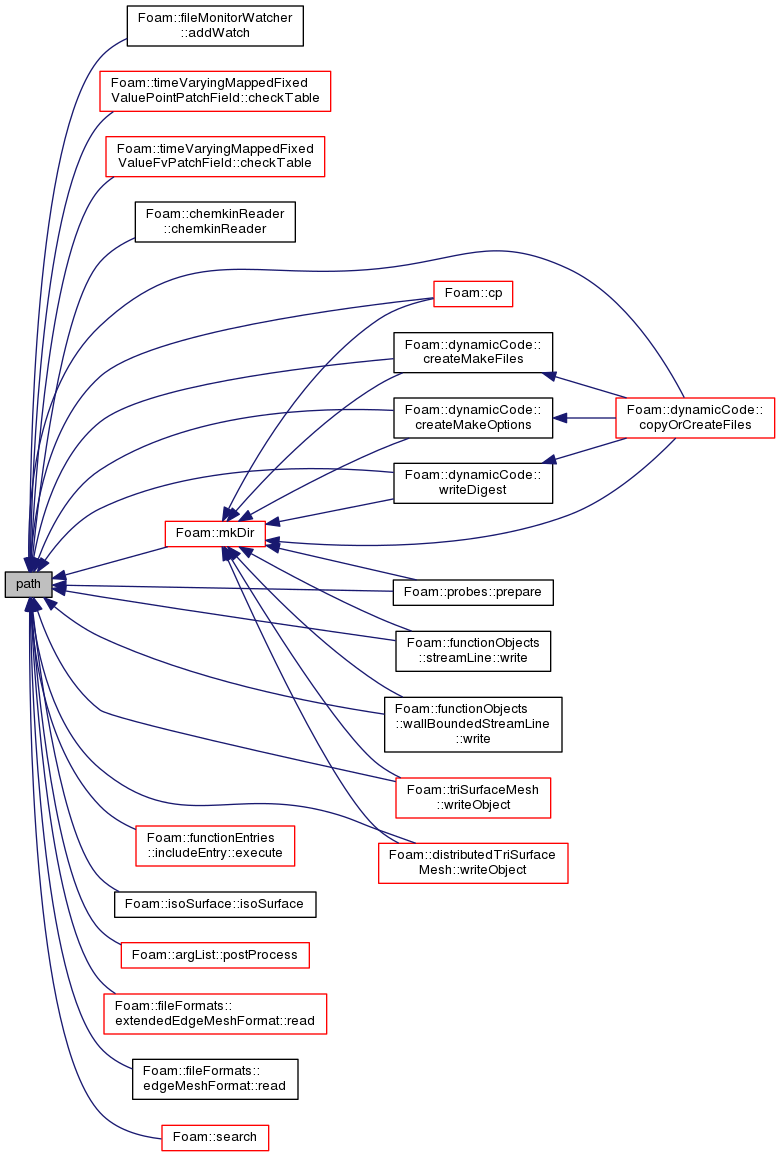 Foam::fileMonitorWatcher
::addWatch
Foam::timeVaryingMappedFixed
ValuePointPatchField::checkTable
Foam::timeVaryingMappedFixed
ValueFvPatchField::checkTable
Foam::chemkinReader
::chemkinReader
Foam::cp
Foam::dynamicCode::
createMakeFiles
Foam::dynamicCode::
createMakeOptions
Foam::dynamicCode::
copyOrCreateFiles
Foam::dynamicCode::
writeDigest
Foam::mkDir
path
Foam::probes::prepare
Foam::functionObjects
::streamLine::write
Foam::functionObjects
::wallBoundedStreamLine
::write
Foam::triSurfaceMesh
::writeObject
Foam::functionEntries
::includeEntry::execute
Foam::distributedTriSurface
Mesh::writeObject
Foam::isoSurface::isoSurface
Foam::argList::postProcess
Foam::fileFormats::
extendedEdgeMeshFormat::read
Foam::fileFormats::
edgeMeshFormat::read
Foam::search